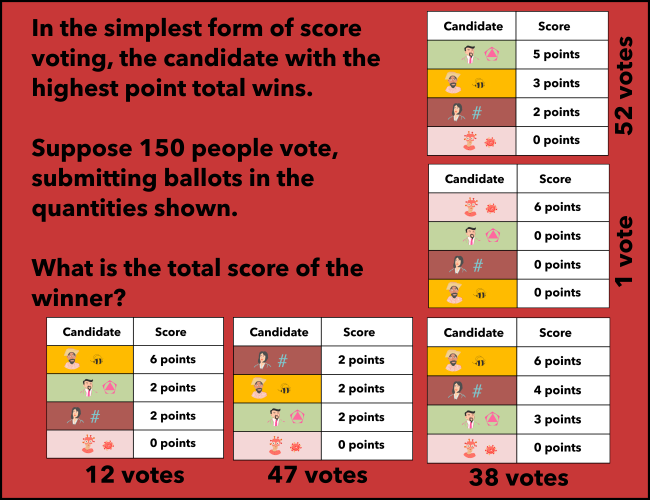 In the simplest form of score
voting, the candidate with the
highest point total wins.
Suppose 150 people vote,
submitting ballots in the
quantities shown.
What is the total score of the
winner?
Candidate Score
5 points
3 points
# 2 points
0 points
52 votes
Candidate Score
6 points
0 points
# 0 points
0 points
1 vote
Candidate Score
6 points
2 points
# 2 points
0 points
12 votes
Candidate Score
# 2 points
2 points
2 points
0 points
47 votes
Candidate Score
6 points
# 4 points
3 points
0 points
38 votes